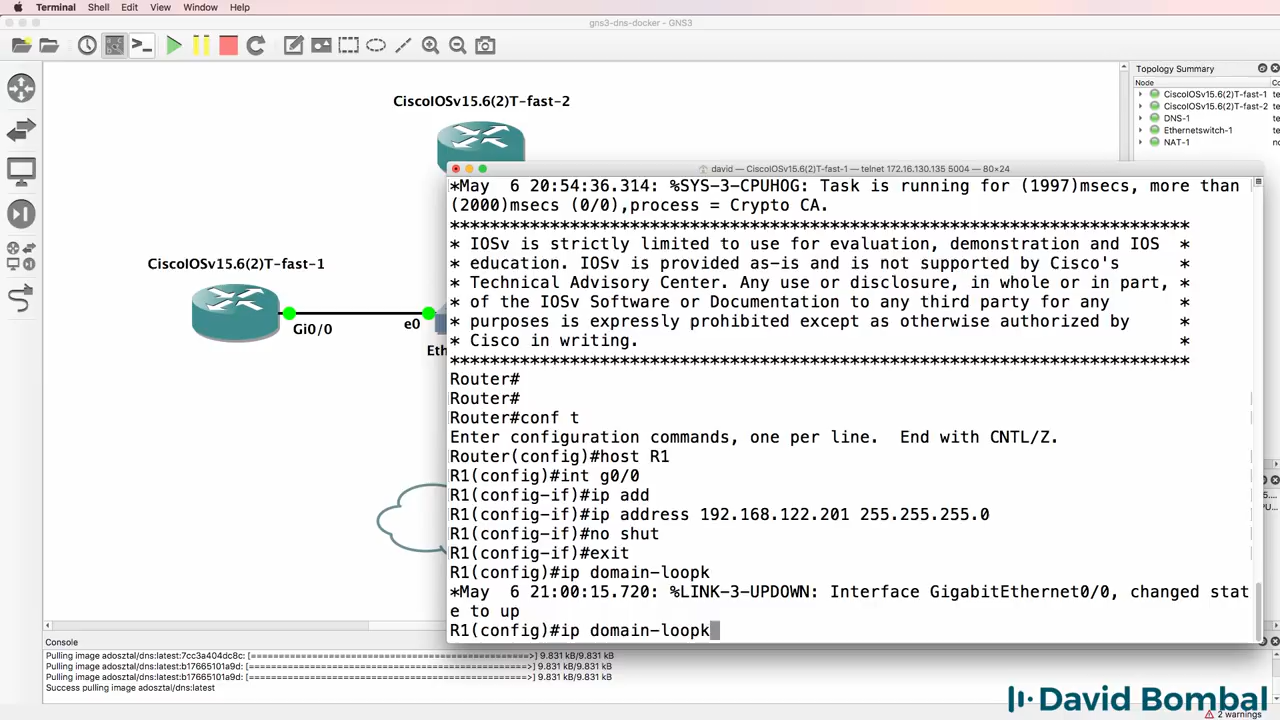 Terminal Shell Edit View Window Help
gns3-dns-docker - GNS3
CiscoIOSv15.6(2)T-fast-2
Topology Summary
Node
CiscoIOSv15.6(2)T-fast-1 te
CiscoIOSv15.6(2)T-fast-2 te
DNS-1 te
Ethernetswitch-1 te
NAT-1 no
david — CiscoIOSv15.6(2)T-fast-1 — telnet 172.16.130.135 5004 — 80×24
*May  6 20:54:36.314: %SYS-3-CPUHOG: Task is running for (1997)msecs, more than
(2000)msecs (0/0),process = Crypto CA.
**************************************************************************
* IOSv is strictly limited to use for evaluation, demonstration and IOS  *
* education. IOSv is provided as-is and is not supported by Cisco's      *
* Technical Advisory Center. Any use or disclosure, in whole or in part, *
* of the IOSv Software or Documentation to any third party for any       *
* purposes is expressly prohibited except as otherwise authorized by     *
* Cisco in writing.                                                      *
**************************************************************************
Router#
Router#
Router#conf t
Enter configuration commands, one per line.  End with CNTL/Z.
Router(config)#host R1
R1(config)#int g0/0
R1(config-if)#ip add
R1(config-if)#ip address 192.168.122.201 255.255.255.0
R1(config-if)#no shut
R1(config-if)#exit
R1(config)#ip domain-loopk
*May  6 21:00:15.720: %LINK-3-UPDOWN: Interface GigabitEthernet0/0, changed stat
e to up
R1(config)#ip domain-loopk
CiscoIOSv15.6(2)T-fast-1
Gi0/0
e0
Eth
Console
Pulling image adosztal/dns:latest:7cc3a404dc8c: [==================================================>] 9.831 kB/9.831 kB
Pulling image adosztal/dns:latest:b17665101a9d: [==================================================>] 9.831 kB/9.831 kB
Pulling image adosztal/dns:latest:b17665101a9d: [==================================================>] 9.831 kB/9.831 kB
Success pulling image adosztal/dns:latest
David Bombal
2 warnings